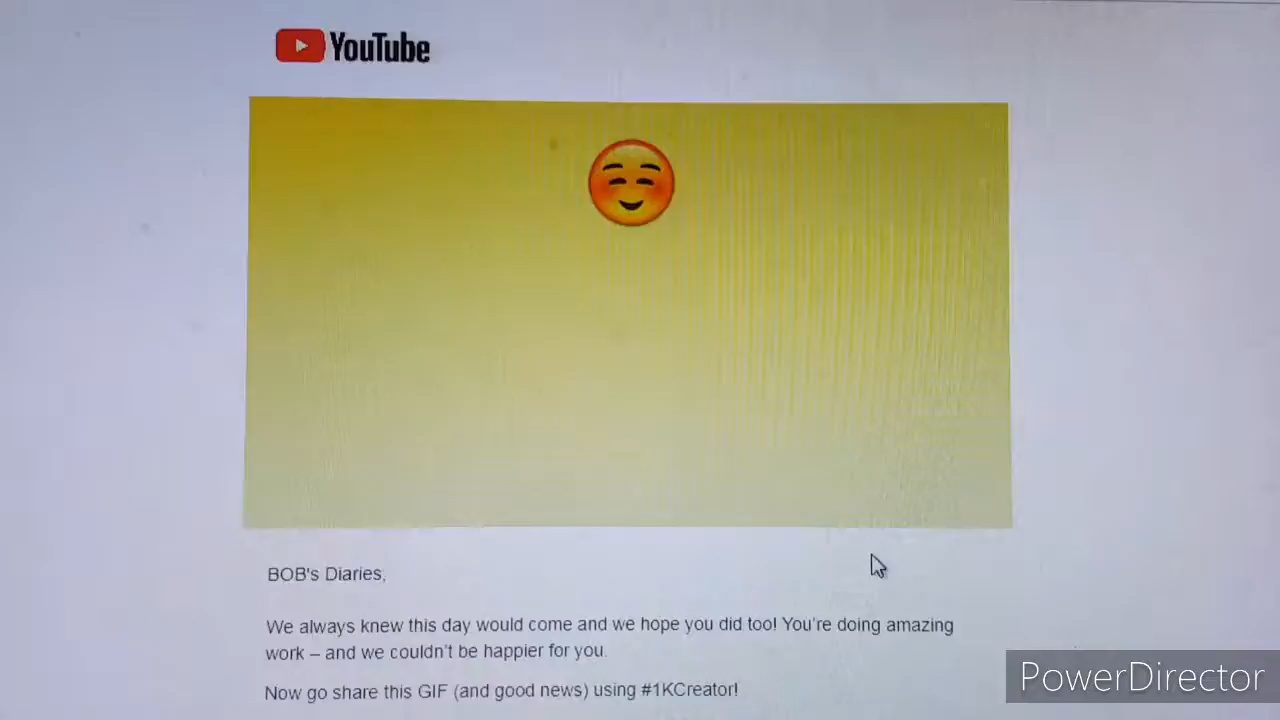 YouTube
BOB's Diaries,
We always knew this day would come and we hope you did too! You're doing amazing
work – and we couldn't be happier for you.
Now go share this GIF (and good news) using #1KCreator!
PowerDirector